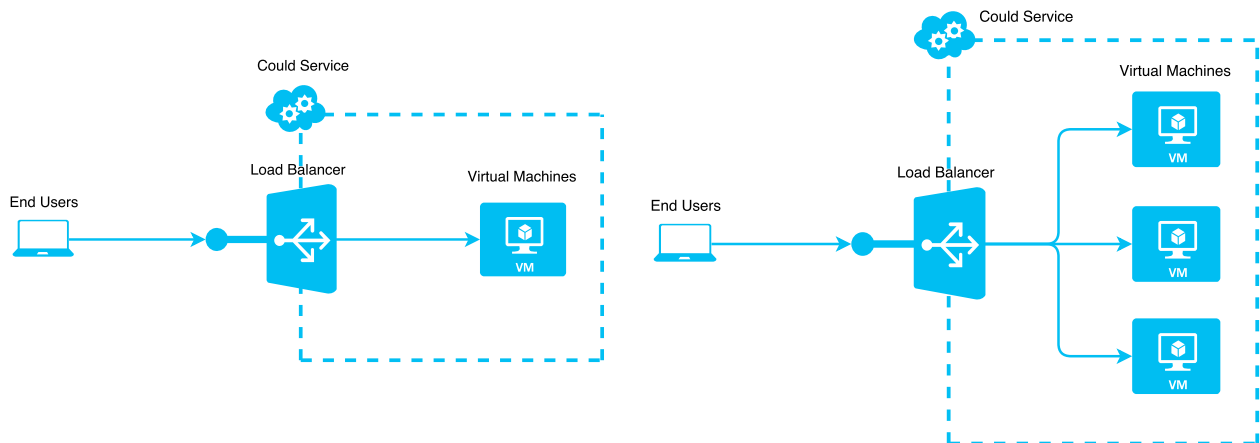 Could Service
Load Balancer
Virtual Machines
End Users
VM
Could Service
Virtual Machines
Load Balancer
End Users
VM
VM
VM